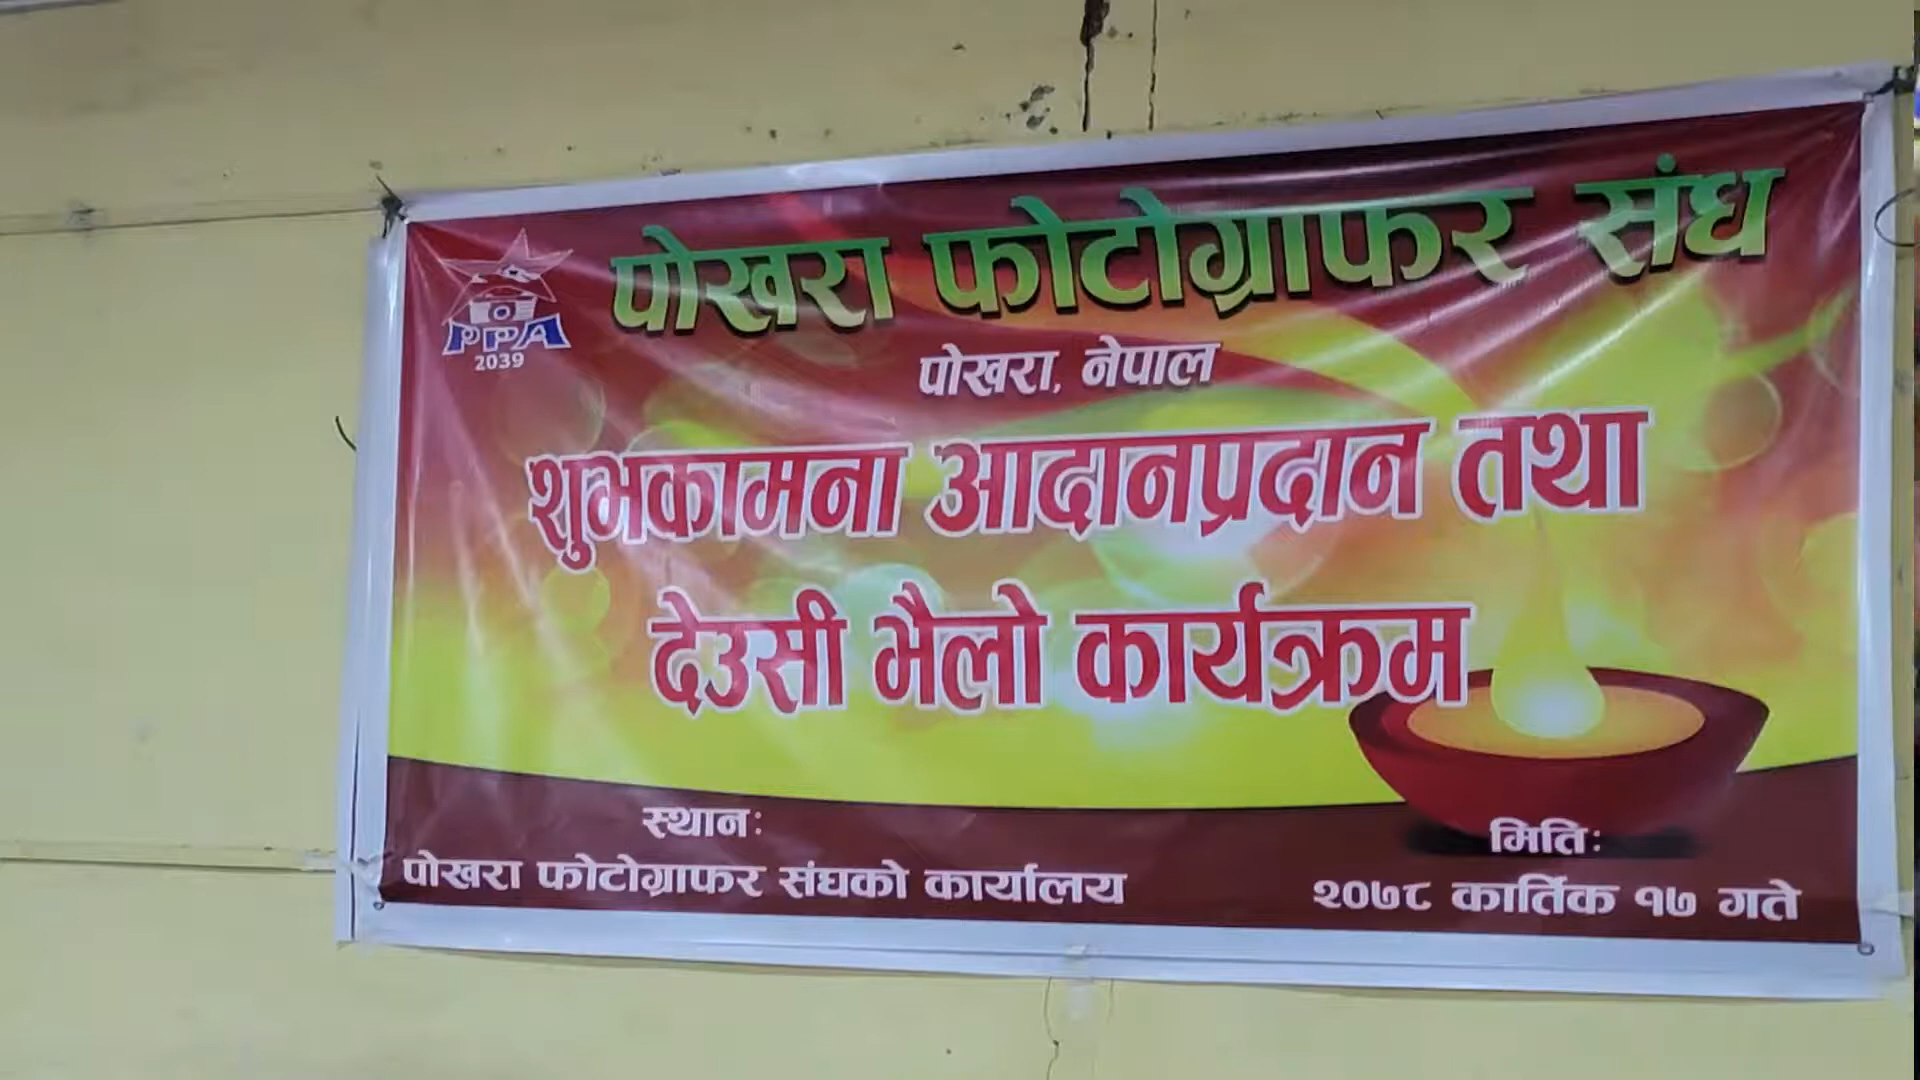 पोखरा फोटोग्राफर संघ
PPA
2039
पोखरा, नेपाल
शुभकामना आदानप्रदान तथा
देउसी भैलो कार्यक्रम
स्थान:
पोखरा फोटोग्राफर संघको कार्यालय
मिति:
२०७८ कार्तिक १७ गते